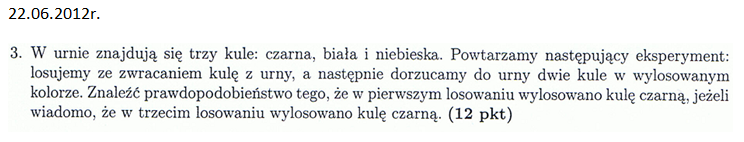 22.06.2012r.
3. W urnie znajdują się trzy kule: czarna, biała i niebieska. Powtarzamy następujący eksperyment:
losujemy ze zwracaniem kulę z urny, a następnie dorzucamy do urny dwie kule w wylosowanym
kolorze. Znaleźć prawdopodobieństwo tego, że w pierwszym losowaniu wylosowano kulę czarną, jeżeli
wiadomo, że w trzecim losowaniu wylosowano kulę czarną. (12 pkt)